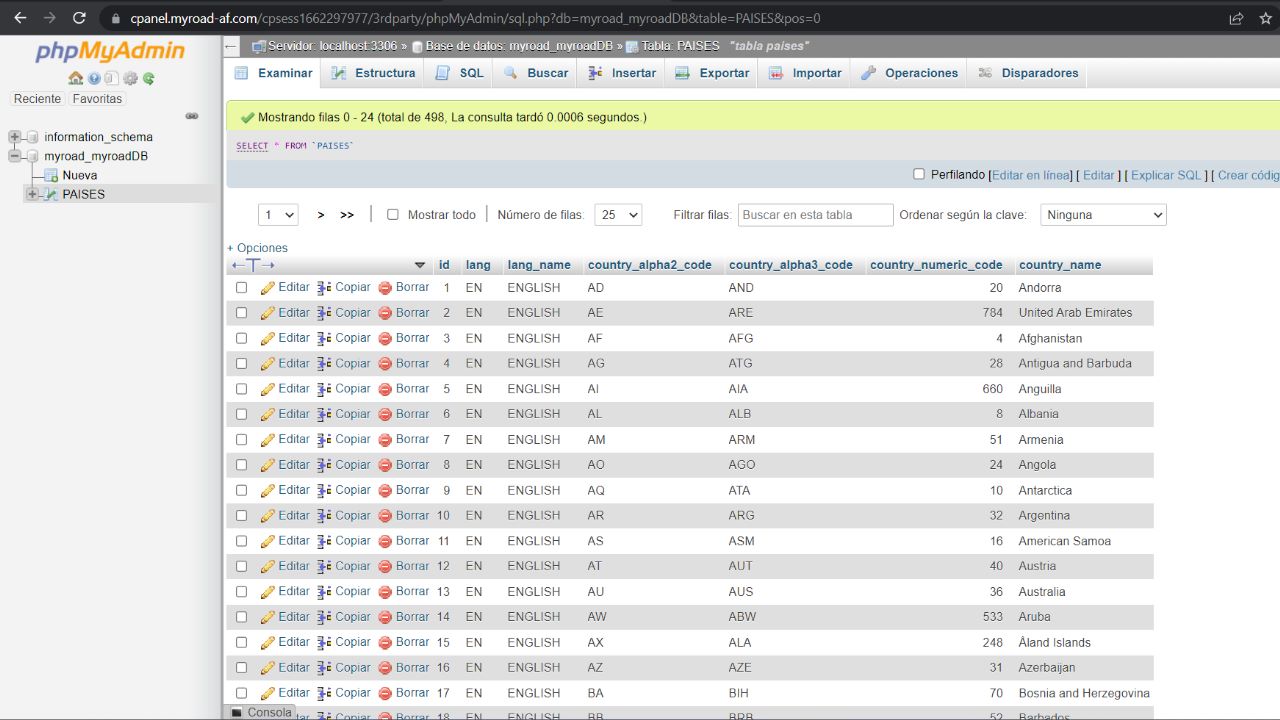 cpanel.myroad-af.com/cpsess1662297977/3rdparty/phpMyAdmin/sql.php?db=myroad_myroadDB&table=PAISES&pos=0
phpMyAdmin
Reciente Favoritas
information_schema
myroad_myroadDB
Nueva
PAISES
Servidor: localhost:3306 » Base de datos: myroad_myroadDB » Tabla: PAISES "tabla paises"
Examinar Estructura SQL Buscar Insertar Exportar Importar Operaciones Disparadores
Mostrando filas 0 - 24 (total de 498, La consulta tardó 0.0006 segundos.)
SELECT * FROM `PAISES`
Perfilando [Editar en línea] [ Editar ] [ Explicar SQL ] [ Crear códig
1 > >> | Mostrar todo | Número de filas: 25 Filtrar filas: Buscar en esta tabla Ordenar según la clave: Ninguna
+ Opciones
id lang lang_name country_alpha2_code country_alpha3_code country_numeric_code country_name
Editar Copiar Borrar 1 EN ENGLISH AD AND 20 Andorra
Editar Copiar Borrar 2 EN ENGLISH AE ARE 784 United Arab Emirates
Editar Copiar Borrar 3 EN ENGLISH AF AFG 4 Afghanistan
Editar Copiar Borrar 4 EN ENGLISH AG ATG 28 Antigua and Barbuda
Editar Copiar Borrar 5 EN ENGLISH AI AIA 660 Anguilla
Editar Copiar Borrar 6 EN ENGLISH AL ALB 8 Albania
Editar Copiar Borrar 7 EN ENGLISH AM ARM 51 Armenia
Editar Copiar Borrar 8 EN ENGLISH AO AGO 24 Angola
Editar Copiar Borrar 9 EN ENGLISH AQ ATA 10 Antarctica
Editar Copiar Borrar 10 EN ENGLISH AR ARG 32 Argentina
Editar Copiar Borrar 11 EN ENGLISH AS ASM 16 American Samoa
Editar Copiar Borrar 12 EN ENGLISH AT AUT 40 Austria
Editar Copiar Borrar 13 EN ENGLISH AU AUS 36 Australia
Editar Copiar Borrar 14 EN ENGLISH AW ABW 533 Aruba
Editar Copiar Borrar 15 EN ENGLISH AX ALA 248 Åland Islands
Editar Copiar Borrar 16 EN ENGLISH AZ AZE 31 Azerbaijan
Editar Copiar Borrar 17 EN ENGLISH BA BIH 70 Bosnia and Herzegovina
Copiar Borrar 18 EN ENGLISH BB BRB 52 Barbados
Consola